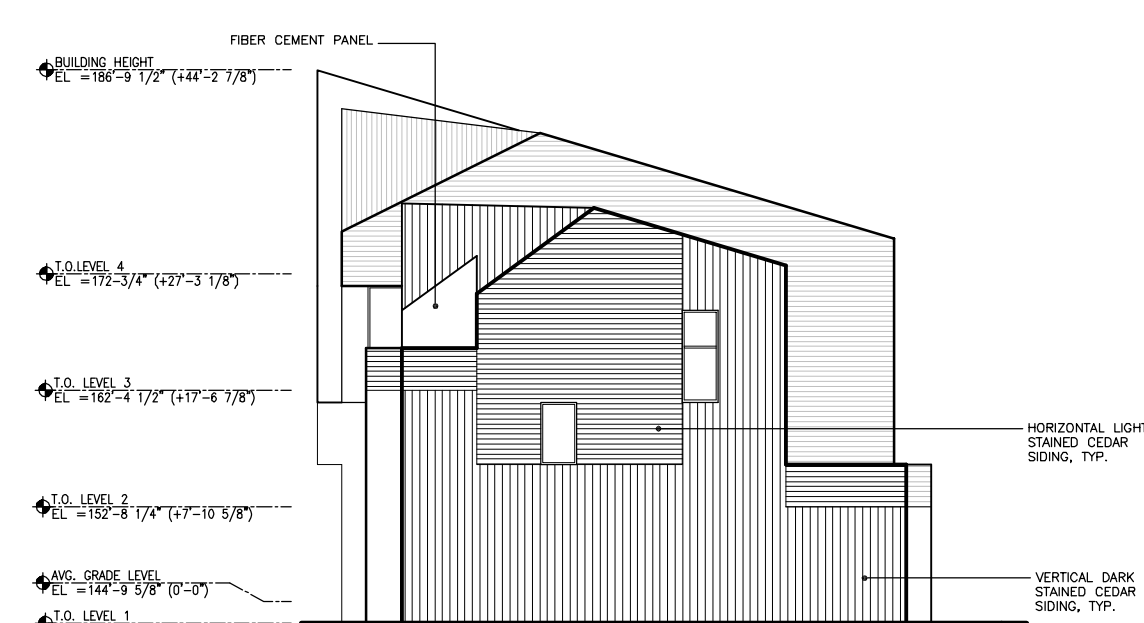 FIBER CEMENT PANEL
BUILDING HEIGHT
EL =186'-9 1/2" (+44'-2 7/8")
T.O.LEVEL 4
EL =172-3/4" (+27'-3 1/8")
T.O. LEVEL 3
EL =162'-4 1/2" (+17'-6 7/8")
HORIZONTAL LIGHT
STAINED CEDAR
SIDING, TYP.
T.O. LEVEL 2
EL =152'-8 1/4" (+7'-10 5/8")
AVG. GRADE LEVEL
EL =144'-9 5/8" (0'-0")
VERTICAL DARK
STAINED CEDAR
SIDING, TYP.
T.O. LEVEL 1